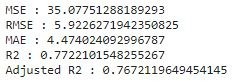 MSE : 35.07751288189293
RMSE : 5.9226271942350825
MAE : 4.474024092996787
R2 : 0.7722101548255267
Adjusted R2 : 0.7672119649454145